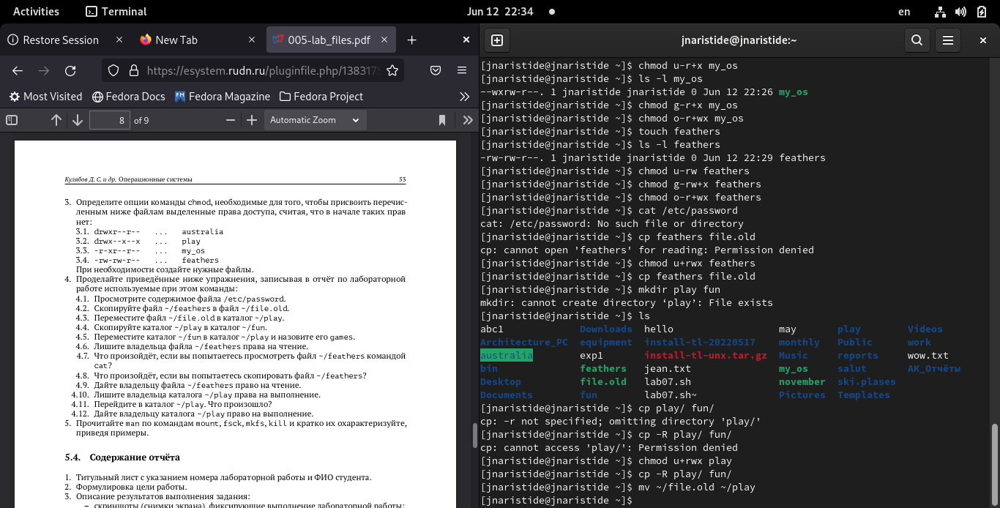 Activities Terminal Jun 12 22:34 en
Restore Session New Tab 005-lab_files.pdf
https://esystem.rudn.ru/pluginfile.php/138317
Most Visited Fedora Docs Fedora Magazine Fedora Project
8 of 9 Automatic Zoom
Кулябов Д. С. и др. Операционные системы 53
3. Определите опции команды chmod, необходимые для того, чтобы присвоить перечис-
ленным ниже файлам выделенные права доступа, считая, что в начале таких прав
нет:
3.1. drwxr--r-- ... australia
3.2. drwx--x--x ... play
3.3. -r-xr--r-- ... my_os
3.4. -rw-rw-r-- ... feathers
При необходимости создайте нужные файлы.
4. Проделайте приведённые ниже упражнения, записывая в отчёт по лабораторной
работе используемые при этом команды:
4.1. Просмотрите содержимое файла /etc/password.
4.2. Скопируйте файл ~/feathers в файл ~/file.old.
4.3. Переместите файл ~/file.old в каталог ~/play.
4.4. Скопируйте каталог ~/play в каталог ~/fun.
4.5. Переместите каталог ~/fun в каталог ~/play и назовите его games.
4.6. Лишите владельца файла ~/feathers права на чтение.
4.7. Что произойдёт, если вы попытаетесь просмотреть файл ~/feathers командой
cat?
4.8. Что произойдёт, если вы попытаетесь скопировать файл ~/feathers?
4.9. Дайте владельцу файла ~/feathers право на чтение.
4.10. Лишите владельца каталога ~/play права на выполнение.
4.11. Перейдите в каталог ~/play. Что произошло?
4.12. Дайте владельцу каталога ~/play право на выполнение.
5. Прочитайте man по командам mount, fsck, mkfs, kill и кратко их охарактеризуйте,
приведя примеры.
5.4. Содержание отчёта
1. Титульный лист с указанием номера лабораторной работы и ФИО студента.
2. Формулировка цели работы.
3. Описание результатов выполнения задания:
– скриншоты (снимки экрана), фиксирующие выполнение лабораторной работы;
jnaristide@jnaristide:~
[jnaristide@jnaristide ~]$ chmod u-r+x my_os
[jnaristide@jnaristide ~]$ ls -l my_os
--wxrw-r--. 1 jnaristide jnaristide 0 Jun 12 22:26 my_os
[jnaristide@jnaristide ~]$ chmod g-r+x my_os
[jnaristide@jnaristide ~]$ chmod o-r+wx my_os
[jnaristide@jnaristide ~]$ touch feathers
[jnaristide@jnaristide ~]$ ls -l feathers
-rw-rw-r--. 1 jnaristide jnaristide 0 Jun 12 22:29 feathers
[jnaristide@jnaristide ~]$ chmod u-rw feathers
[jnaristide@jnaristide ~]$ chmod g-rw+x feathers
[jnaristide@jnaristide ~]$ chmod o-r+wx feathers
[jnaristide@jnaristide ~]$ cat /etc/password
cat: /etc/password: No such file or directory
[jnaristide@jnaristide ~]$ cp feathers file.old
cp: cannot open 'feathers' for reading: Permission denied
[jnaristide@jnaristide ~]$ chmod u+rwx feathers
[jnaristide@jnaristide ~]$ cp feathers file.old
[jnaristide@jnaristide ~]$ mkdir play fun
mkdir: cannot create directory ‘play’: File exists
[jnaristide@jnaristide ~]$ ls
abc1 Downloads hello may play Videos
Architecture_PC equipment install-tl-20220517 monthly Public work
australia exp1 install-tl-unx.tar.gz Music reports wow.txt
bin feathers jean.txt my_os salut АК_Отчёты
Desktop file.old lab07.sh november ski.plases
Documents fun lab07.sh~ Pictures Templates
[jnaristide@jnaristide ~]$ cp play/ fun/
cp: -r not specified; omitting directory 'play/'
[jnaristide@jnaristide ~]$ cp -R play/ fun/
cp: cannot access 'play/': Permission denied
[jnaristide@jnaristide ~]$ chmod u+rwx play
[jnaristide@jnaristide ~]$ cp -R play/ fun/
[jnaristide@jnaristide ~]$ mv ~/file.old ~/play
[jnaristide@jnaristide ~]$